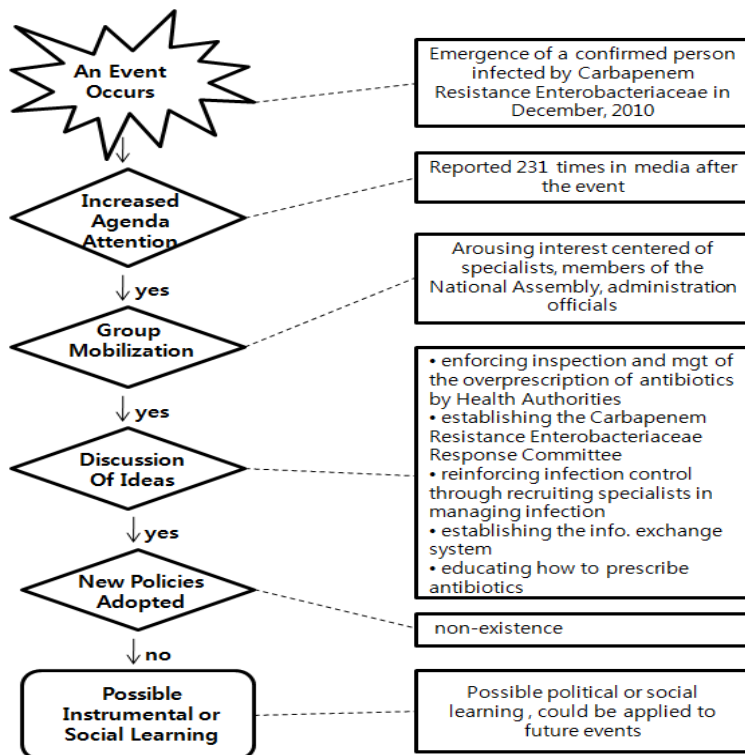 An Event
Occurs
Emergence of a confirmed person
infected by Carbapenem
Resistance Enterobacteriaceae in
December, 2010
Increased
Agenda
Attention
Reported 231 times in media after
the event
yes
Group
Mobilization
Arousing interest centered of
specialists, members of the
National Assembly, administration
officials
yes
Discussion
Of Ideas
• enforcing inspection and mgt of
the overprescription of antibiotics
by Health Authorities
• establishing the Carbapenem
Resistance Enterobacteriaceae
Response Committee
• reinforcing infection control
through recruiting specialists in
managing infection
• establishing the info. exchange
system
• educating how to prescribe
antibiotics
yes
New Policies
Adopted
non-existence
no
Possible
Instrumental or
Social Learning
Possible political or social
learning , could be applied to
future events